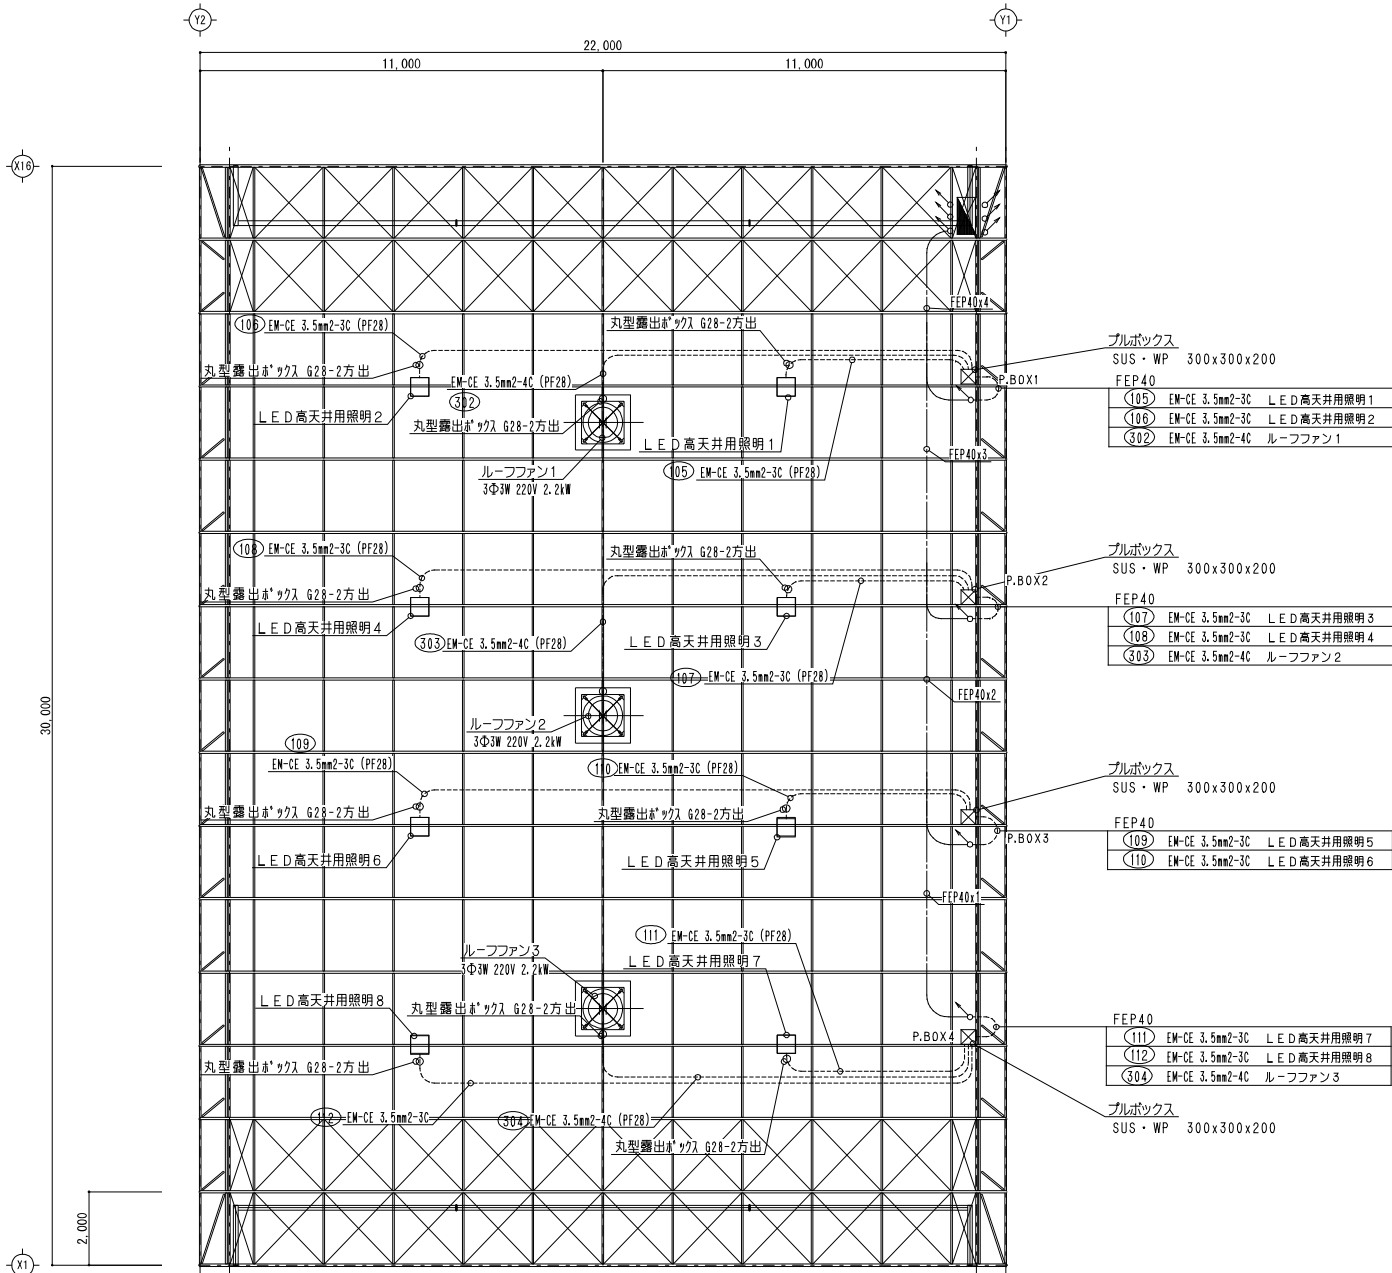 Y2
Y1
22,000
11,000
11,000
X16
FEP40x4
106 EM-CE 3.5mm2-3C (PF28)
丸型露出ボックス G28-2方出
プルボックス
SUS・WP 300x300x200
丸型露出ボックス G28-2方出
EM-CE 3.5mm2-4C (PF28)
302
P.BOX1
FEP40
105 EM-CE 3.5mm2-3C LED高天井用照明1
106 EM-CE 3.5mm2-3C LED高天井用照明2
302 EM-CE 3.5mm2-4C ルーフファン1
LED高天井用照明2
丸型露出ボックス G28-2方出
LED高天井用照明1
FEP40x3
ルーフファン1
3Φ3W 220V 2.2kW
105 EM-CE 3.5mm2-3C (PF28)
108 EM-CE 3.5mm2-3C (PF28)
丸型露出ボックス G28-2方出
プルボックス
SUS・WP 300x300x200
P.BOX2
丸型露出ボックス G28-2方出
FEP40
107 EM-CE 3.5mm2-3C LED高天井用照明3
108 EM-CE 3.5mm2-3C LED高天井用照明4
303 EM-CE 3.5mm2-4C ルーフファン2
LED高天井用照明4
303 EM-CE 3.5mm2-4C (PF28)
LED高天井用照明3
107 EM-CE 3.5mm2-3C (PF28)
FEP40x2
30,000
ルーフファン2
3Φ3W 220V 2.2kW
109
EM-CE 3.5mm2-3C (PF28)
110 EM-CE 3.5mm2-3C (PF28)
プルボックス
SUS・WP 300x300x200
丸型露出ボックス G28-2方出
丸型露出ボックス G28-2方出
P.BOX3
FEP40
109 EM-CE 3.5mm2-3C LED高天井用照明5
110 EM-CE 3.5mm2-3C LED高天井用照明6
LED高天井用照明6
LED高天井用照明5
FEP40x1
111 EM-CE 3.5mm2-3C (PF28)
ルーフファン3
3Φ3W 220V 2.2kW
LED高天井用照明7
LED高天井用照明8
丸型露出ボックス G28-2方出
P.BOX4
FEP40
111 EM-CE 3.5mm2-3C LED高天井用照明7
112 EM-CE 3.5mm2-3C LED高天井用照明8
304 EM-CE 3.5mm2-4C ルーフファン3
丸型露出ボックス G28-2方出
112 EM-CE 3.5mm2-3C
304 EM-CE 3.5mm2-4C (PF28)
丸型露出ボックス G28-2方出
プルボックス
SUS・WP 300x300x200
2,000
X1